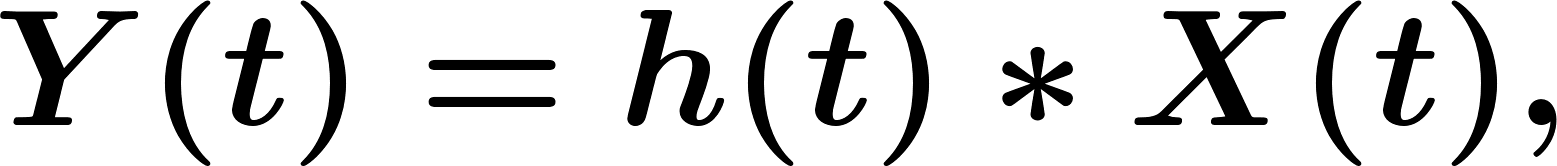 Y(t) = h(t) * X(t),